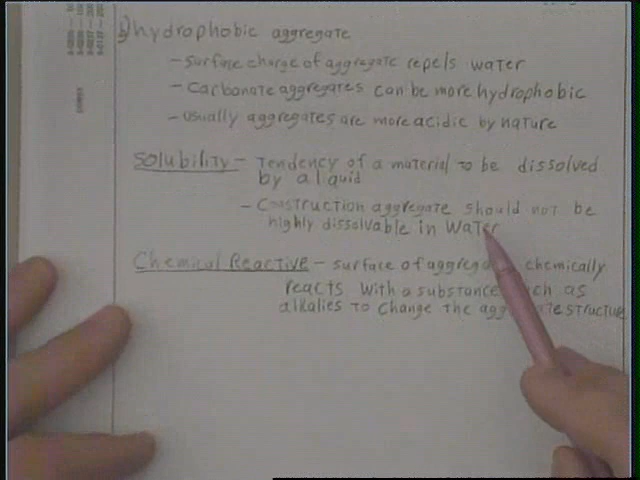 b) hydrophobic aggregate
- surface charge of aggregate repels water
- Carbonate aggregates can be more hydrophobic
- usually aggregates are more acidic by nature
Solubility - Tendency of a material to be dissolved
by a liquid
- Construction aggregate should not be
highly dissolvable in water
Chemical Reactive - surface of aggregate chemically
reacts with a substance such as
alkalies to change the aggregate structure